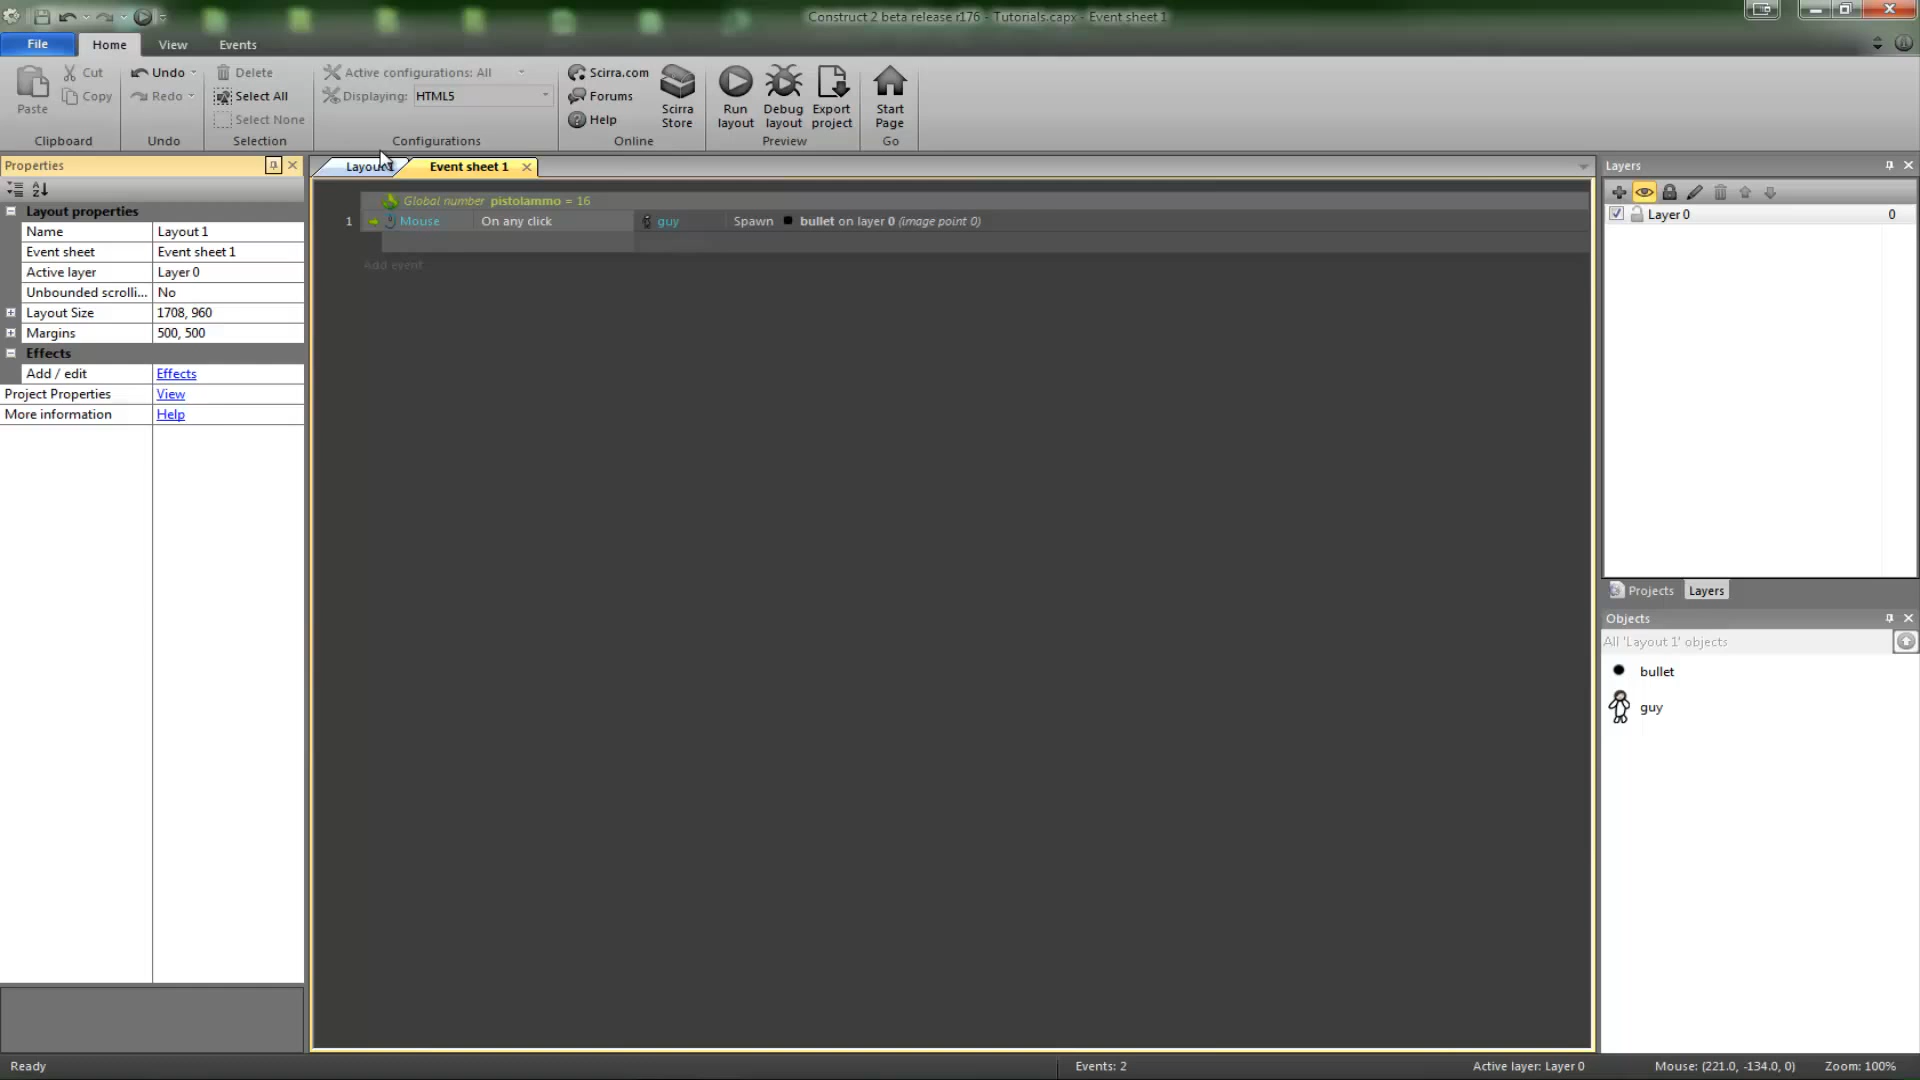 Construct 2 beta release r176 - Tutorials.capx - Event sheet 1
File Home View Events
Paste Cut Copy Undo Redo Delete Select All Select None Active configurations: All Displaying: HTML5 Scirra.com Forums Help Scirra Store Run layout Debug layout Export project Start Page
Clipboard Undo Selection Configurations Online Preview Go
Properties
Layout properties
Name Layout 1
Event sheet Event sheet 1
Active layer Layer 0
Unbounded scrolli... No
Layout Size 1708, 960
Margins 500, 500
Effects
Add / edit Effects
Project Properties View
More information Help
Layout 1 Event sheet 1
Global number pistolammo = 16
1 Mouse On any click guy Spawn bullet on layer 0 (image point 0)
Add event
Layers
Layer 0 0
Projects Layers
Objects
All 'Layout 1' objects
bullet
guy
Ready Events: 2 Active layer: Layer 0 Mouse: (221.0, -134.0, 0) Zoom: 100%